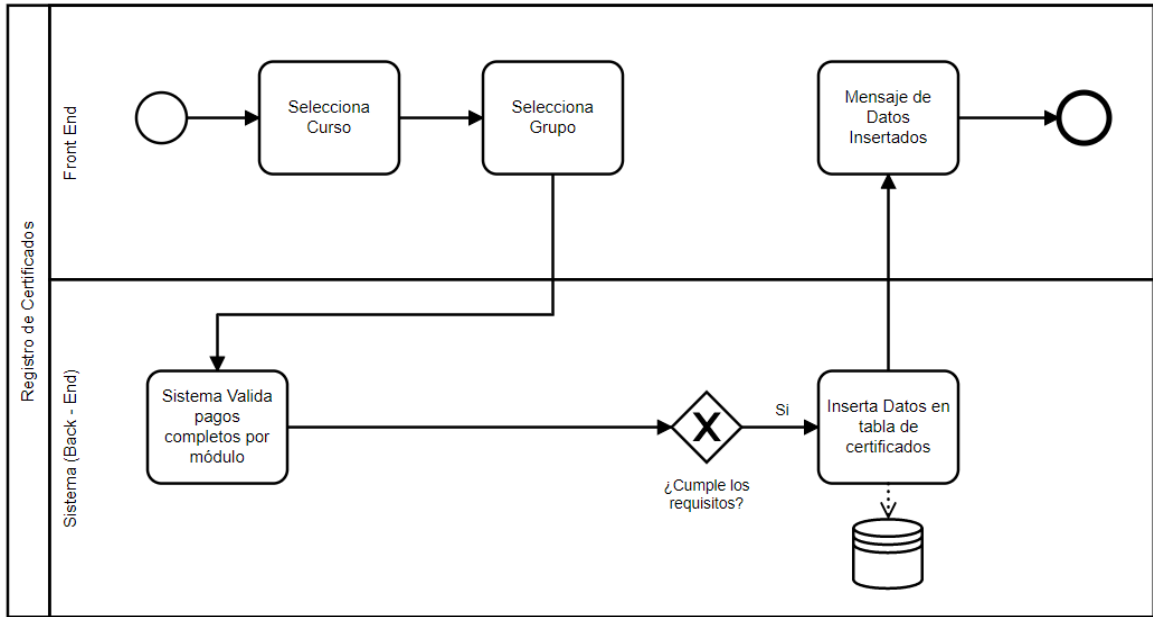 Registro de Certificados
Front End
Selecciona
Curso
Selecciona
Grupo
Mensaje de
Datos
Insertados
Sistema (Back - End)
Sistema Valida
pagos
completos por
módulo
¿Cumple los
requisitos?
Si
Inserta Datos en
tabla de
certificados